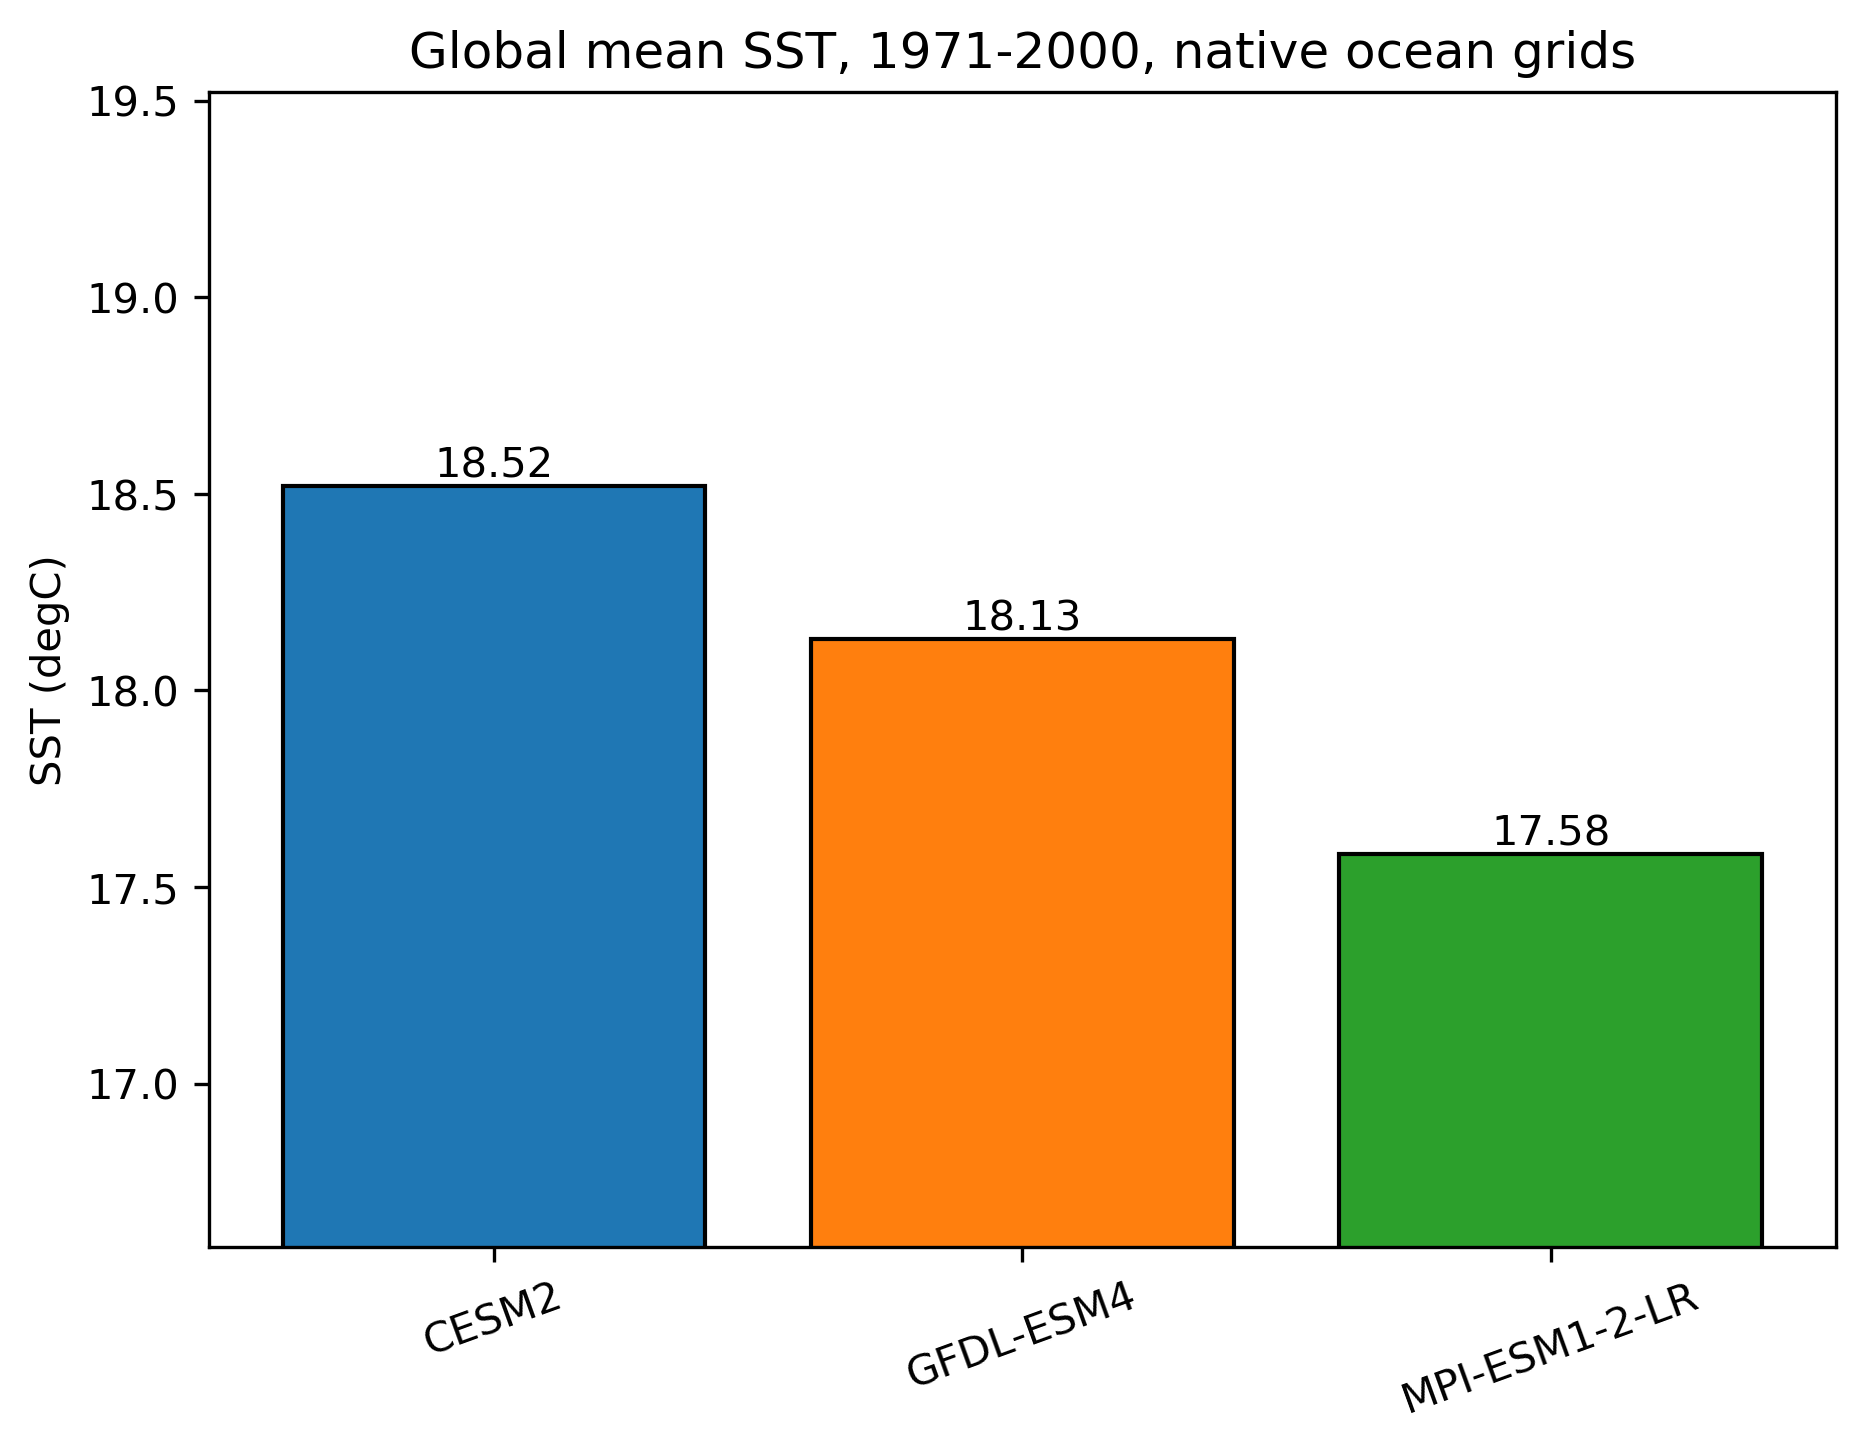 Global mean SST, 1971-2000, native ocean grids
19.5
19.0
18.5
18.0
17.5
17.0
SST (degC)
18.52
18.13
17.58
CESM2
GFDL-ESM4
MPI-ESM1-2-LR